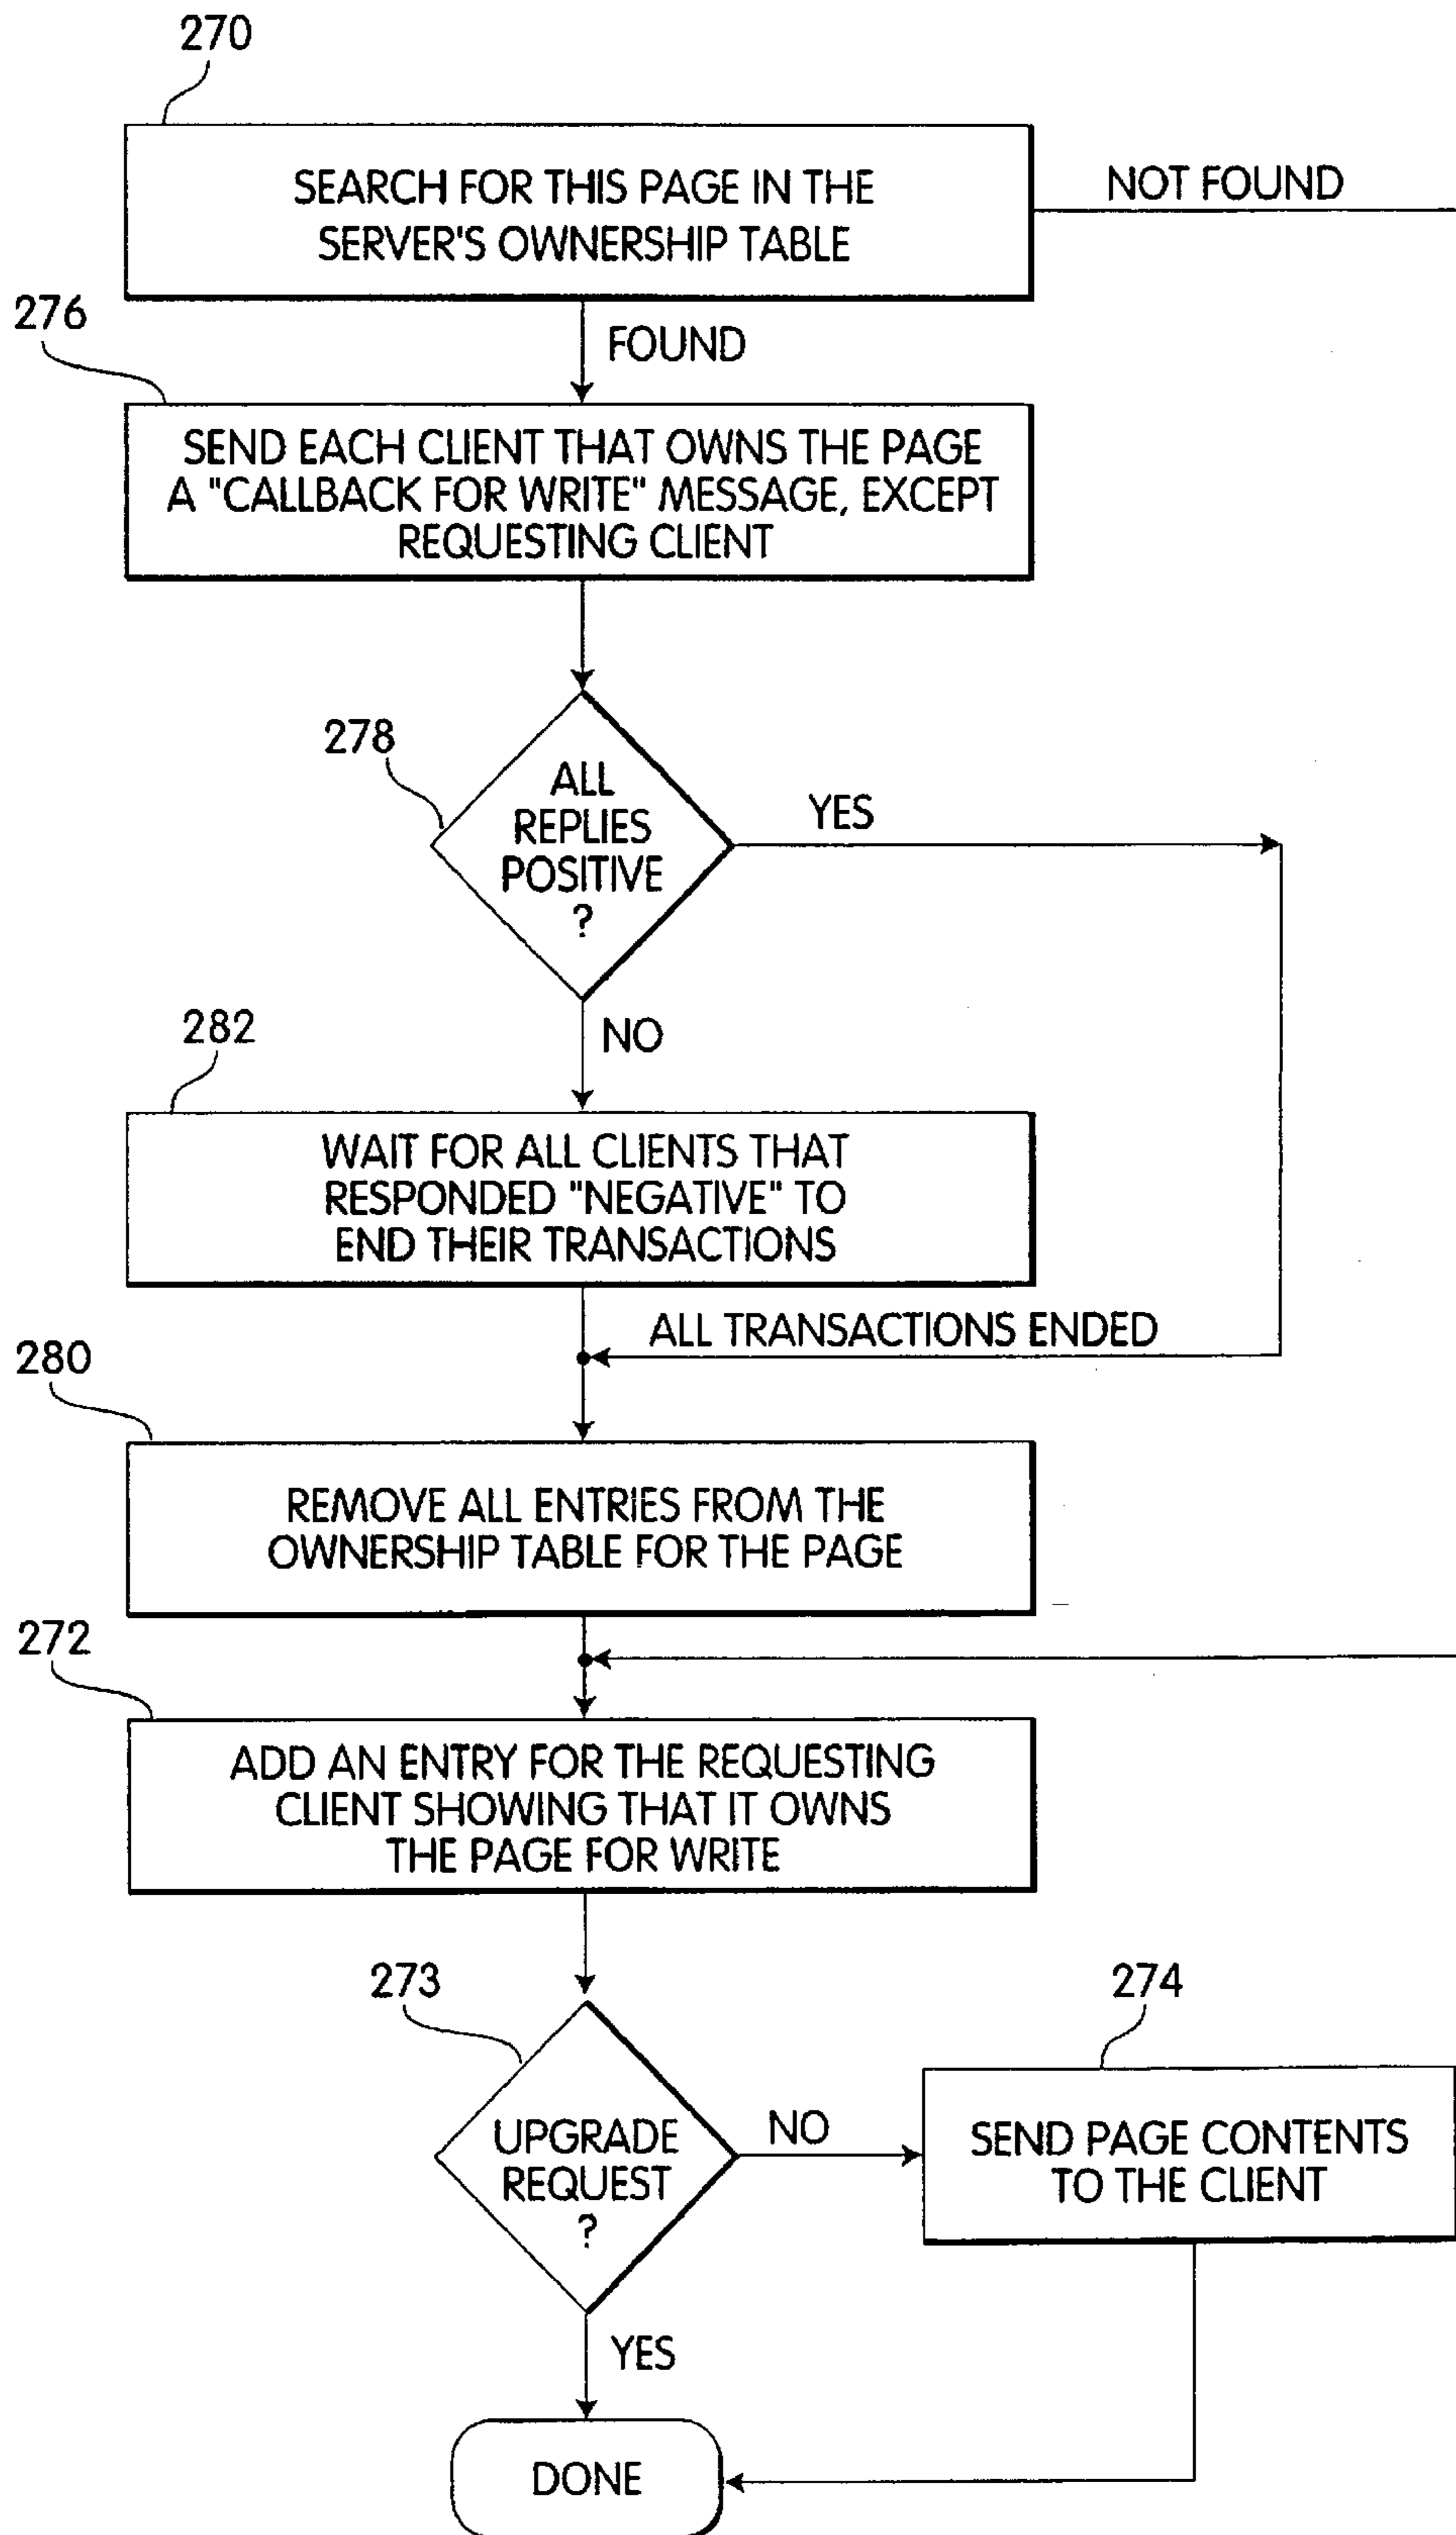 270
SEARCH FOR THIS PAGE IN THE
SERVER'S OWNERSHIP TABLE
NOT FOUND
276
FOUND
SEND EACH CLIENT THAT OWNS THE PAGE
A "CALLBACK FOR WRITE" MESSAGE, EXCEPT
REQUESTING CLIENT
278
ALL
REPLIES
POSITIVE
?
YES
282
NO
WAIT FOR ALL CLIENTS THAT
RESPONDED "NEGATIVE" TO
END THEIR TRANSACTIONS
ALL TRANSACTIONS ENDED
280
REMOVE ALL ENTRIES FROM THE
OWNERSHIP TABLE FOR THE PAGE
272
ADD AN ENTRY FOR THE REQUESTING
CLIENT SHOWING THAT IT OWNS
THE PAGE FOR WRITE
273
274
UPGRADE
REQUEST
?
NO
SEND PAGE CONTENTS
TO THE CLIENT
YES
DONE